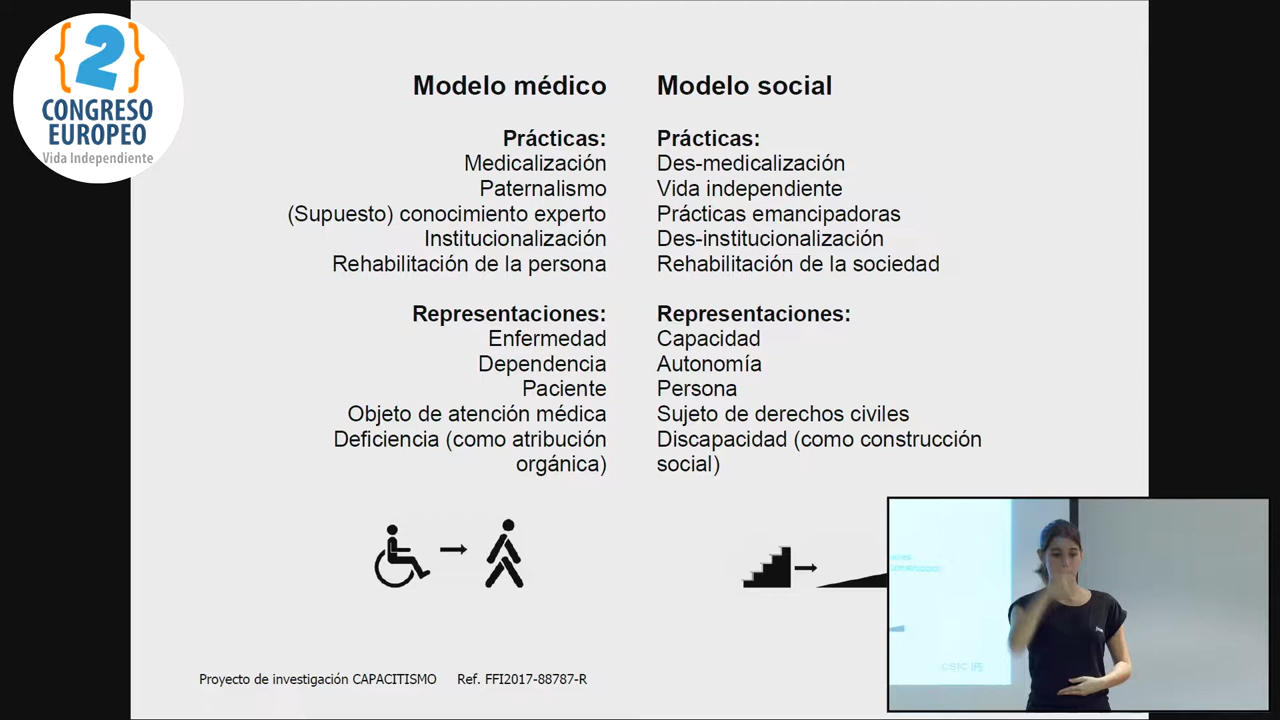 {2}
CONGRESO
EUROPEO
Vida Independiente
Modelo médico
Prácticas:
Medicalización
Paternalismo
(Supuesto) conocimiento experto
Institucionalización
Rehabilitación de la persona
Representaciones:
Enfermedad
Dependencia
Paciente
Objeto de atención médica
Deficiencia (como atribución
orgánica)
Modelo social
Prácticas:
Des-medicalización
Vida independiente
Prácticas emancipadoras
Des-institucionalización
Rehabilitación de la sociedad
Representaciones:
Capacidad
Autonomía
Persona
Sujeto de derechos civiles
Discapacidad (como construcción
social)
Proyecto de investigación CAPACITISMO Ref. FFI2017-88787-R
CSIC